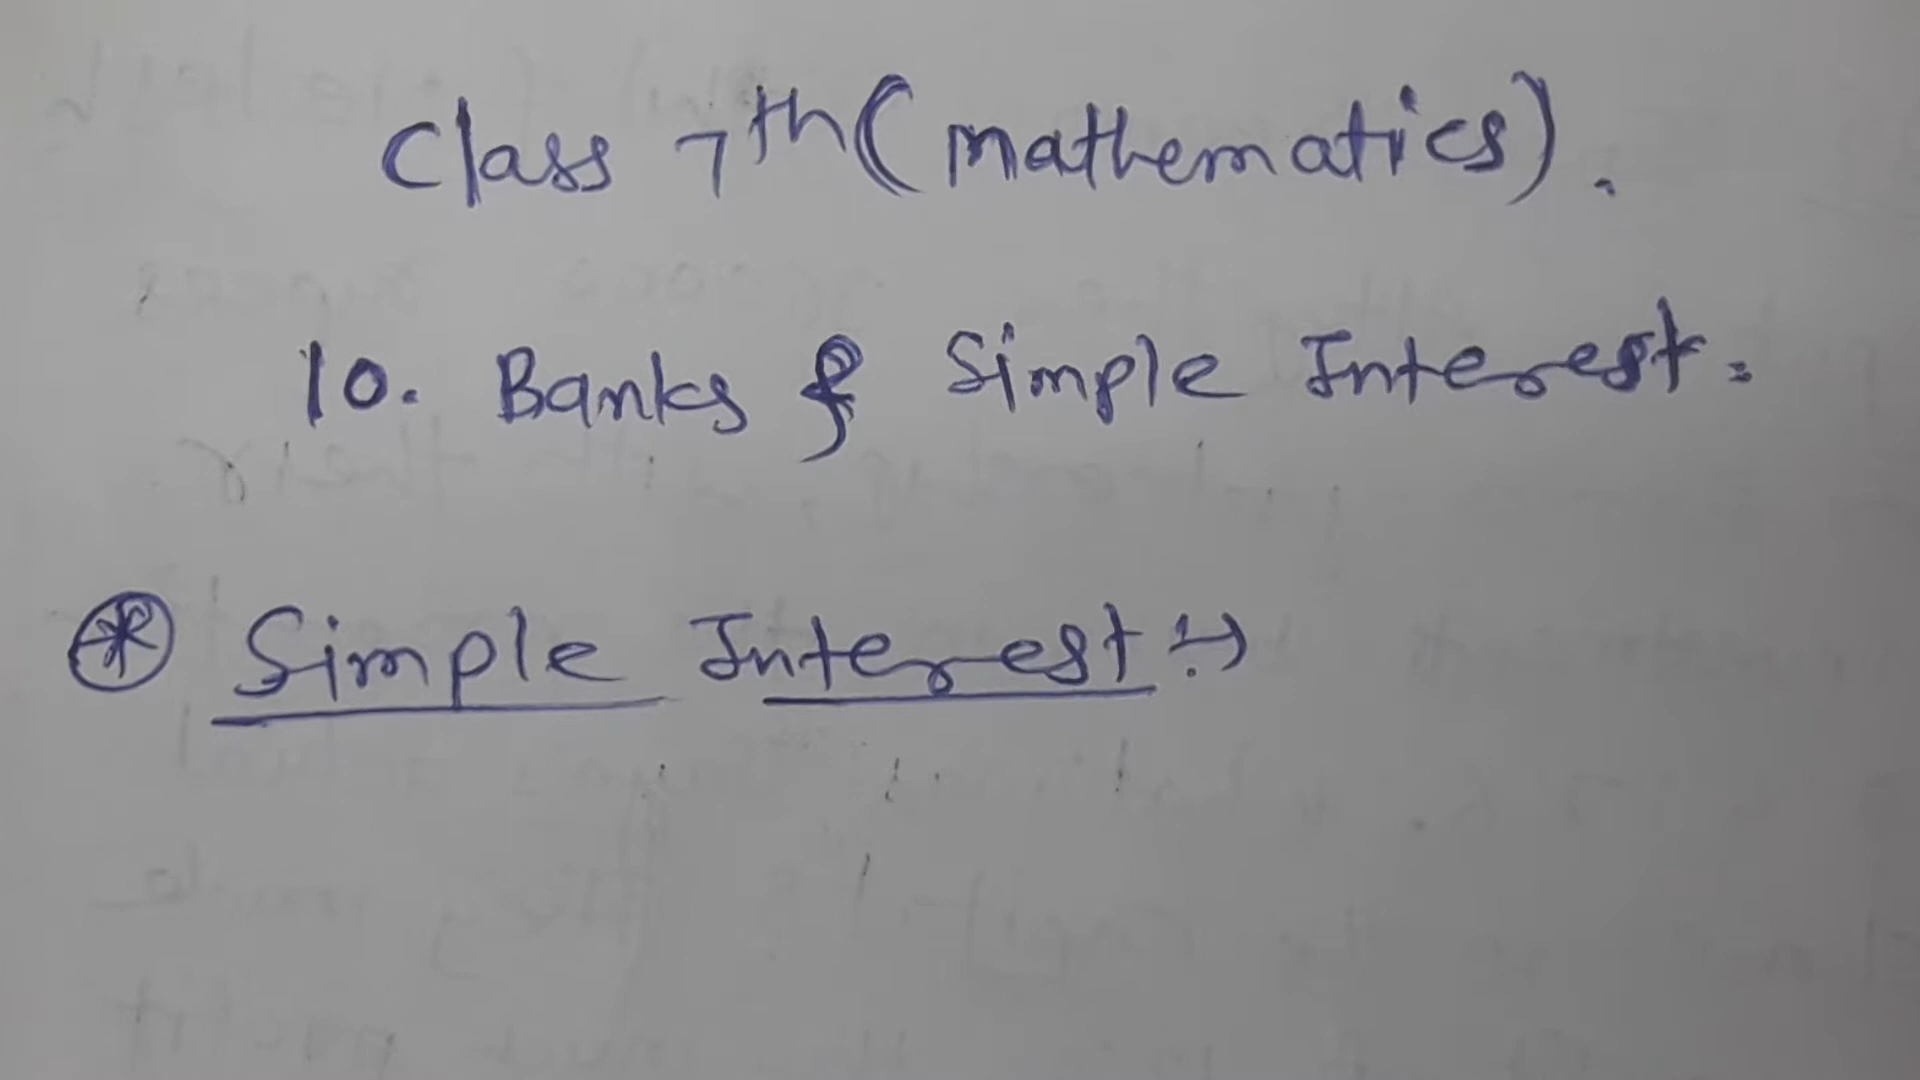 Class 7th (mathematics).
10. Banks & Simple Interest.
* Simple Interest :→